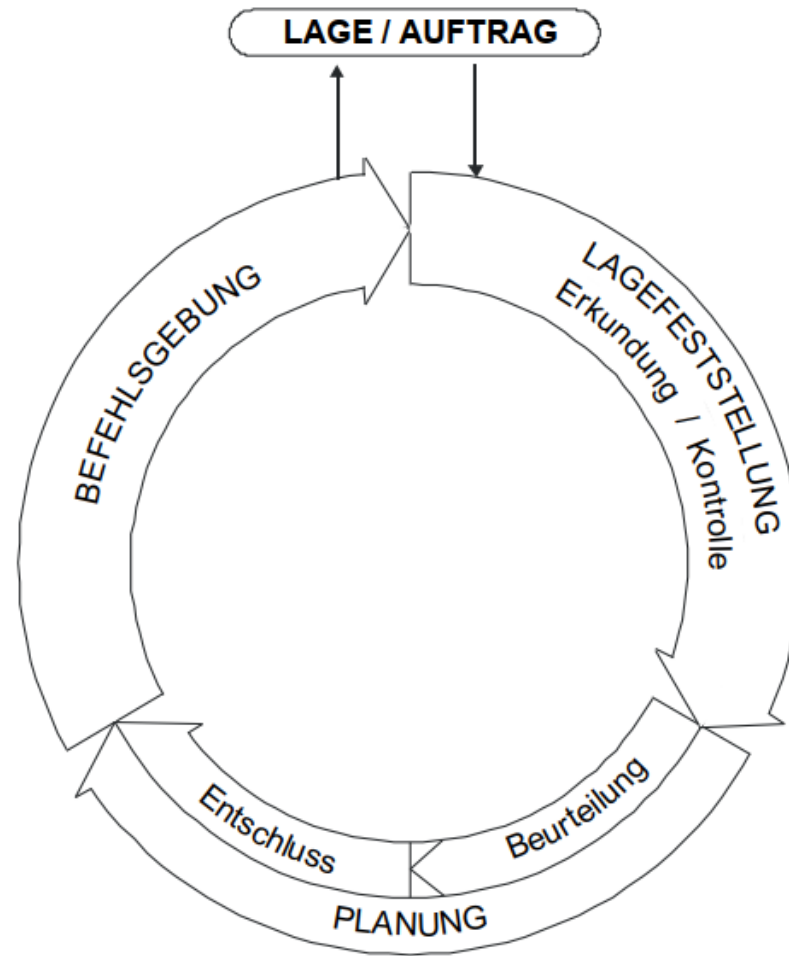 LAGE / AUFTRAG
LAGEFESTSTELLUNG
Erkundung / Kontrolle
Beurteilung
PLANUNG
Entschluss
BEFEHLSGEBUNG